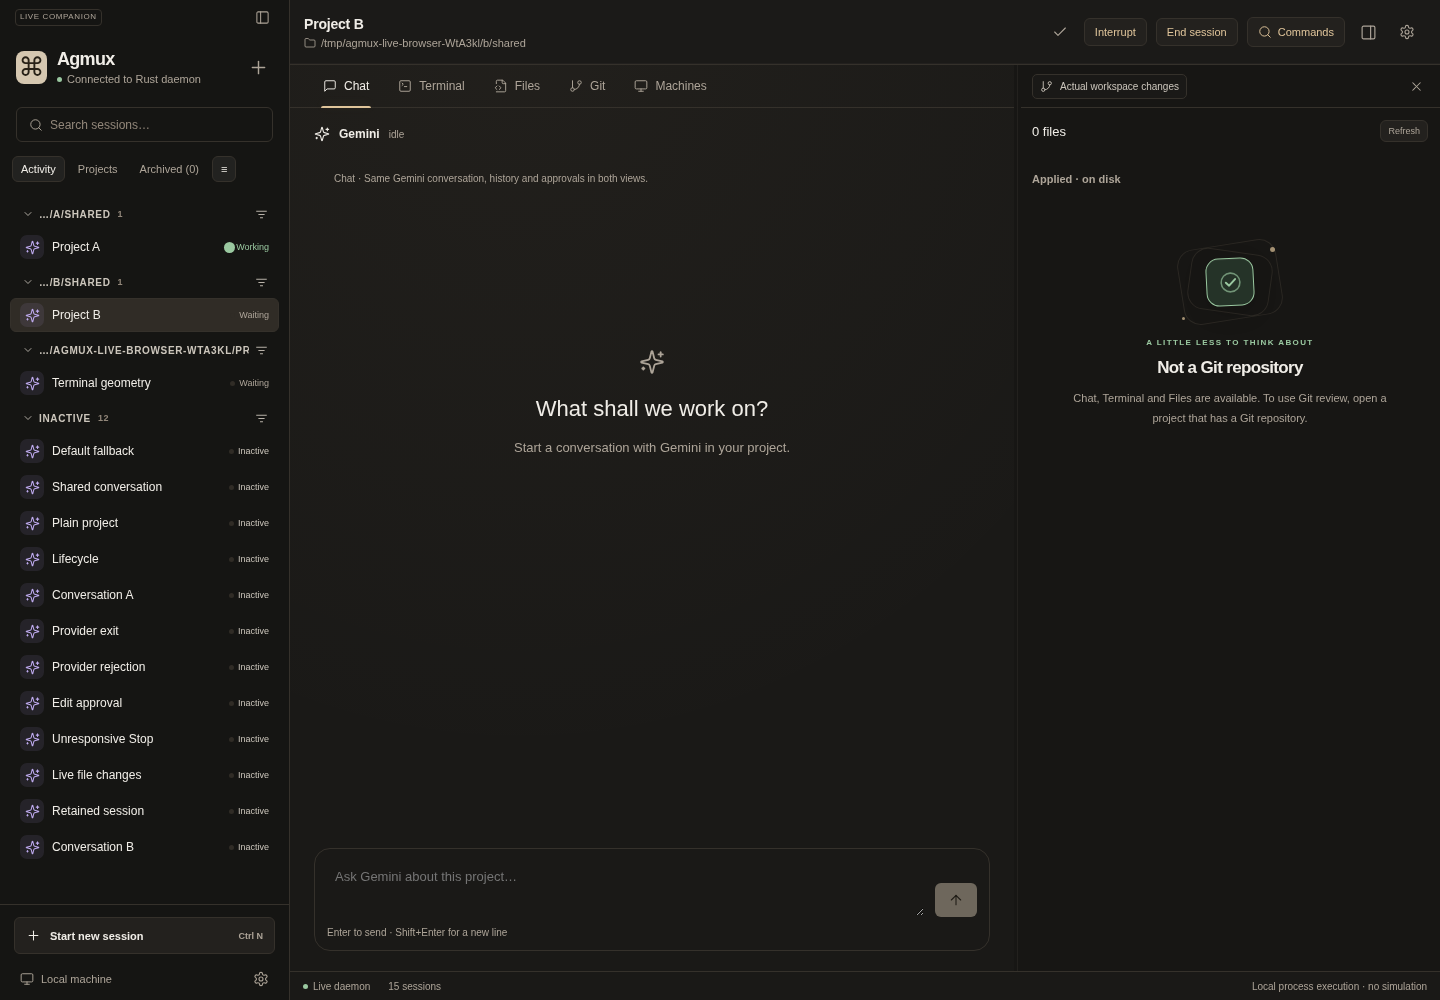 LIVE COMPANION
Agmux
Connected to Rust daemon
Search sessions…
Activity
Projects
Archived (0)
≡
.../A/SHARED 1
Project A
Working
.../B/SHARED 1
Project B
Waiting
.../AGMUX-LIVE-BROWSER-WTA3KL/PR
Terminal geometry
Waiting
INACTIVE 12
Default fallback
Inactive
Shared conversation
Inactive
Plain project
Inactive
Lifecycle
Inactive
Conversation A
Inactive
Provider exit
Inactive
Provider rejection
Inactive
Edit approval
Inactive
Unresponsive Stop
Inactive
Live file changes
Inactive
Retained session
Inactive
Conversation B
Inactive
Start new session
Ctrl N
Local machine
Project B
/tmp/agmux-live-browser-WtA3kl/b/shared
Interrupt
End session
Commands
Chat
Terminal
Files
Git
Machines
Gemini idle
Chat · Same Gemini conversation, history and approvals in both views.
What shall we work on?
Start a conversation with Gemini in your project.
Ask Gemini about this project…
Enter to send · Shift+Enter for a new line
Actual workspace changes
0 files
Refresh
Applied · on disk
A LITTLE LESS TO THINK ABOUT
Not a Git repository
Chat, Terminal and Files are available. To use Git review, open a
project that has a Git repository.
Live daemon
15 sessions
Local process execution · no simulation